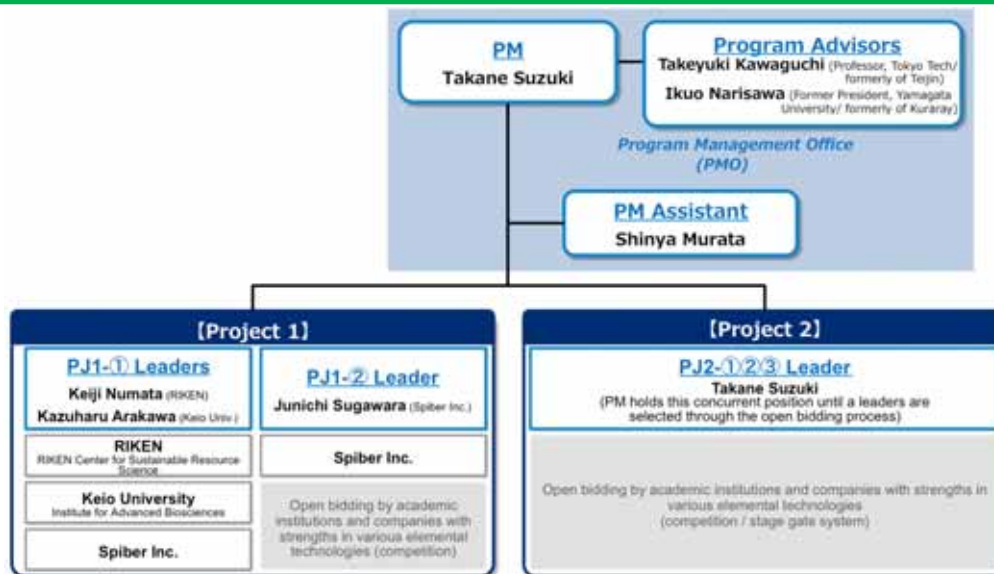 PM
Takane Suzuki
Program Advisors
Takeyuki Kawaguchi (Professor, Tokyo Tech/
formerly of Teijin)
Ikuo Narisawa (Former President, Yamagata
University/ formerly of Kuraray)
Program Management Office
(PMO)
PM Assistant
Shinya Murata
【Project 1】
PJ1-① Leaders
Keiji Numata (RIKEN)
Kazuharu Arakawa (Keio Univ.)
RIKEN
RIKEN Center for Sustainable Resource
Science
Keio University
Institute for Advanced Biosciences
Spiber Inc.
PJ1-② Leader
Junichi Sugawara (Spiber Inc.)
Spiber Inc.
Open bidding by academic
institutions and companies with
strengths in various elemental
technologies (competition)
【Project 2】
PJ2-①②③ Leader
Takane Suzuki
(PM holds this concurrent position until a leaders are
selected through the open bidding process)
Open bidding by academic institutions and companies with strengths in
various elemental technologies
(competition / stage gate system)